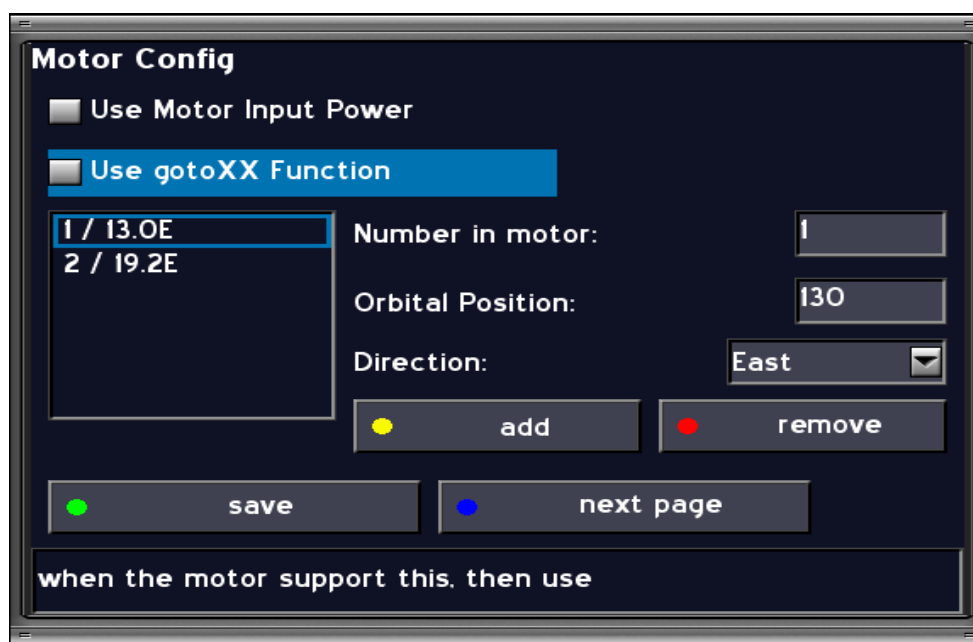 Motor Config
Use Motor Input Power
Use gotoXX Function
1 / 13.0E
2 / 19.2E
Number in motor:
1
Orbital Position:
130
Direction:
East
add
remove
save
next page
when the motor support this, then use